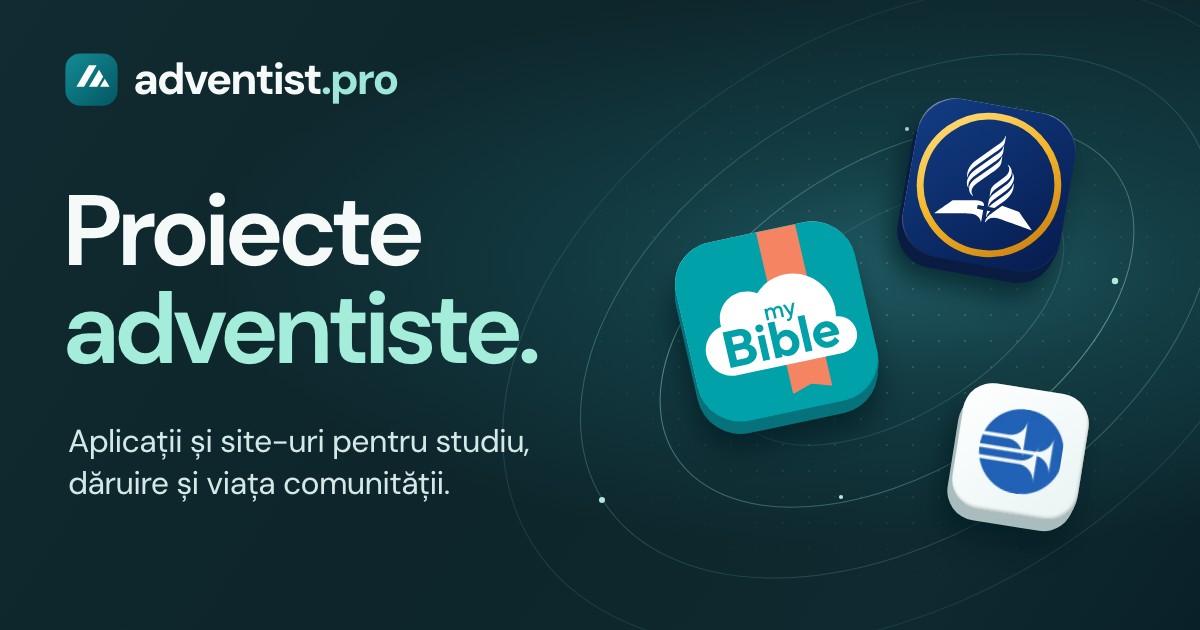 adventist.pro
Proiecte
adventiste.
Aplicații și site-uri pentru studiu,
dăruire și viața comunității.
my
Bible